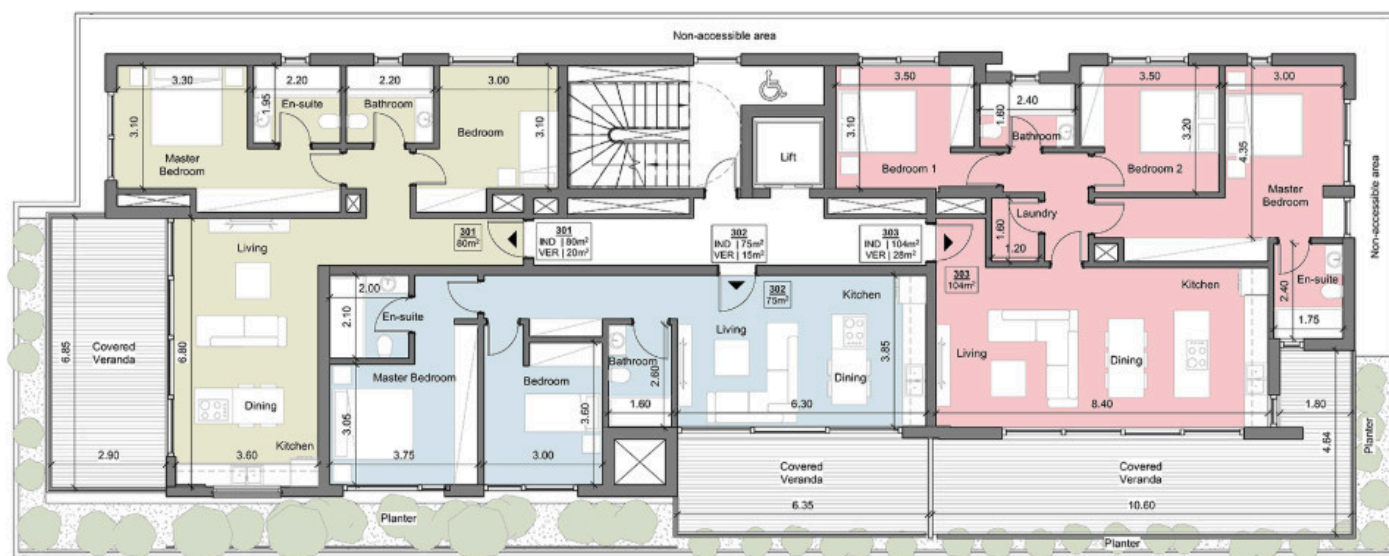 Non-accessible area
3.30
2.20
2.20
3.00
3.50
3.50
3.00
1.95
En-suite
Bathroom
Bedroom
2.40
1.60
Bathroom
3.10
3.10
3.10
3.20
4.35
Master
Bedroom
Lift
Bedroom 1
Bedroom 2
Master
Bedroom
Non-accessible area
Laundry
1.60
1.20
Living
301
80m²
301
IND | 80m²
VER | 20m²
302
IND | 75m²
VER | 15m²
303
IND | 104m²
VER | 28m²
303
104m²
2.00
2.10
En-suite
302
75m²
Kitchen
Kitchen
2.40
En-suite
1.75
Covered
Veranda
6.85
6.80
Living
3.85
Living
Dining
Master Bedroom
Bedroom
Bathroom
2.60
1.60
Dining
Dining
3.05
3.60
6.30
8.40
1.80
4.64
Planter
Kitchen
2.90
3.60
3.75
3.00
Covered
Veranda
6.35
Covered
Veranda
10.60
Planter
Planter